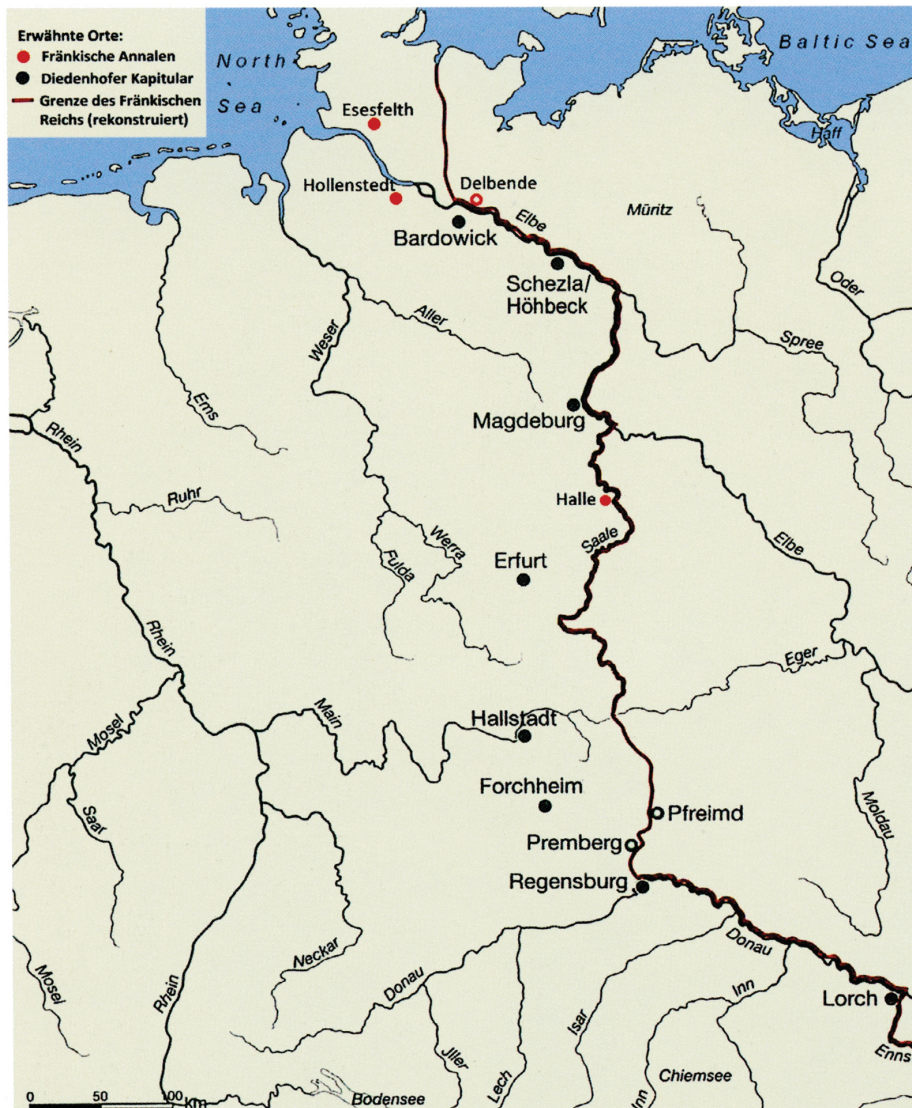 Erwähnte Orte:
Fränkische Annalen
Diedenhofer Kapitular
Grenze des Fränkischen
Reichs (rekonstruiert)
North
Sea
Baltic Sea
Haff
Esesfelth
Hollenstedt
Delbende
Elbe
Müritz
Bardowick
Oder
Schezla/
Höhbeck
Aller
Weser
Spree
Ems
Magdeburg
Rhein
Ruhr
Halle
Werra
Saale
Elbe
Fulda
Erfurt
Rhein
Eger
Mosel
Main
Hallstadt
Saar
Forchheim
Pfreimd
Moldau
Premberg
Regensburg
Neckar
Donau
Donau
Mosel
Rhein
Isar
Inn
Lorch
Enns
Jller
Lech
Chiemsee
Inn
Bodensee
0 50 100 Km